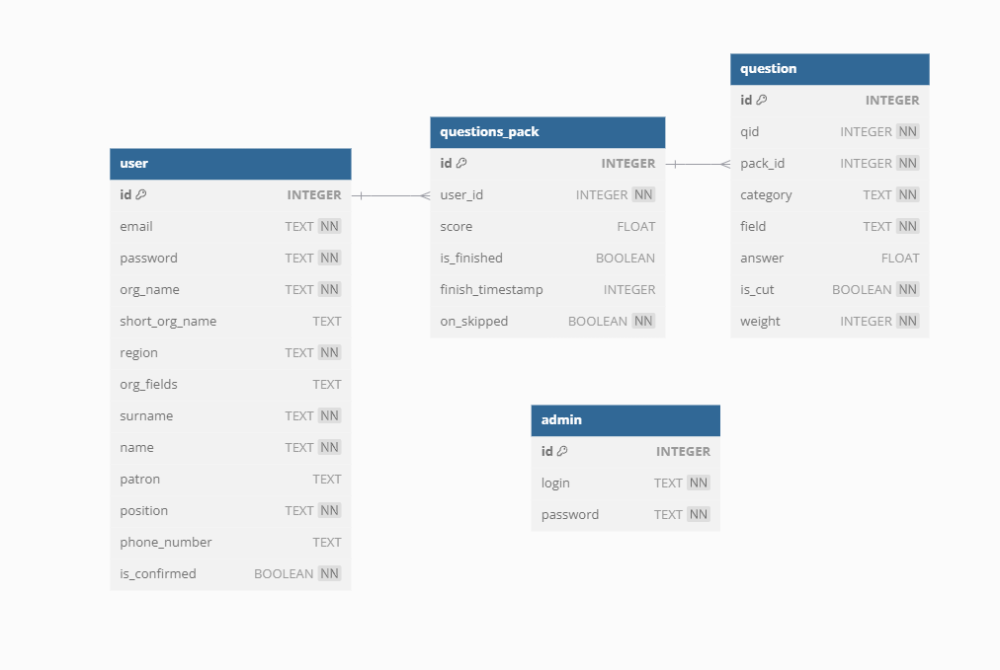 user
id INTEGER
email TEXT NN
password TEXT NN
org_name TEXT NN
short_org_name TEXT
region TEXT NN
org_fields TEXT
surname TEXT NN
name TEXT NN
patron TEXT
position TEXT NN
phone_number TEXT
is_confirmed BOOLEAN NN
questions_pack
id INTEGER
user_id INTEGER NN
score FLOAT
is_finished BOOLEAN
finish_timestamp INTEGER
on_skipped BOOLEAN NN
question
id INTEGER
qid INTEGER NN
pack_id INTEGER NN
category TEXT NN
field TEXT NN
answer FLOAT
is_cut BOOLEAN NN
weight INTEGER NN
admin
id INTEGER
login TEXT NN
password TEXT NN